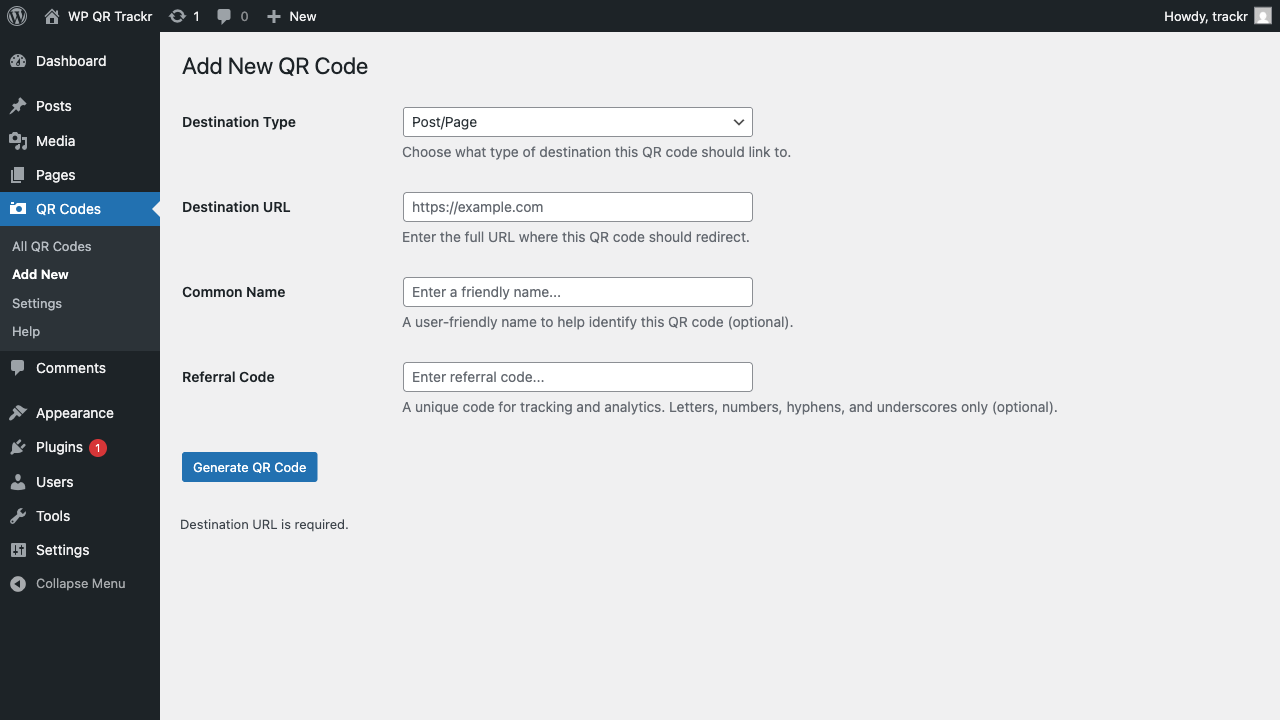 WP QR Trackr 1 0 New Howdy, trackr
Dashboard
Posts
Media
Pages
QR Codes
All QR Codes
Add New
Settings
Help
Comments
Appearance
Plugins 1
Users
Tools
Settings
Collapse Menu
Add New QR Code
Destination Type Post/Page
Choose what type of destination this QR code should link to.
Destination URL https://example.com
Enter the full URL where this QR code should redirect.
Common Name Enter a friendly name...
A user-friendly name to help identify this QR code (optional).
Referral Code Enter referral code...
A unique code for tracking and analytics. Letters, numbers, hyphens, and underscores only (optional).
Generate QR Code
Destination URL is required.